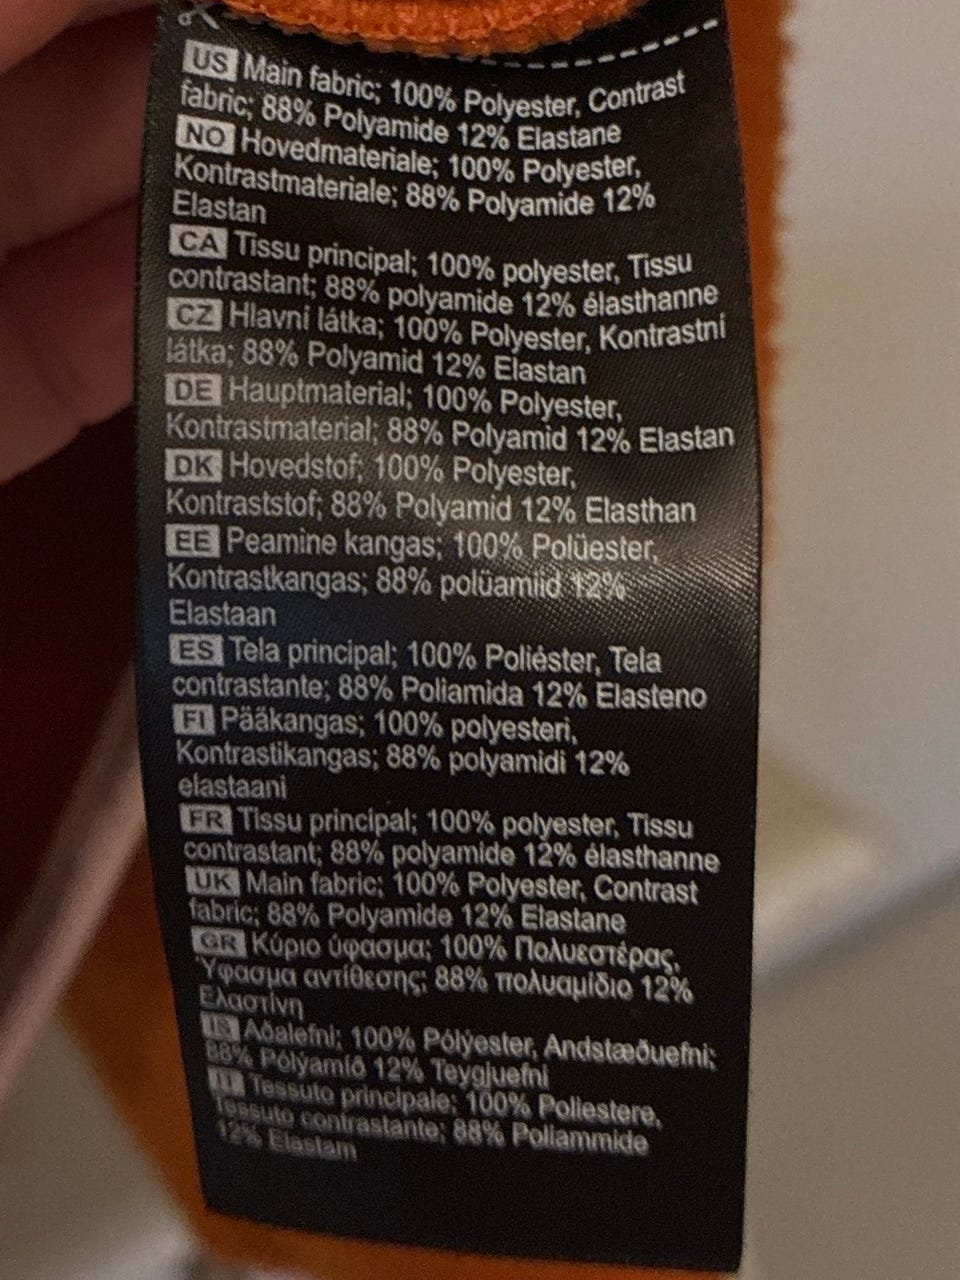 US Main fabric; 100% Polyester, Contrast
fabric; 88% Polyamide 12% Elastane
NO Hovedmateriale; 100% Polyester,
Kontrastmateriale; 88% Polyamide 12%
Elastan
CA Tissu principal; 100% polyester, Tissu
contrastant; 88% polyamide 12% élasthanne
CZ Hlavní látka; 100% Polyester, Kontrastní
látka; 88% Polyamid 12% Elastan
DE Hauptmaterial; 100% Polyester,
Kontrastmaterial; 88% Polyamid 12% Elastan
DK Hovedstof; 100% Polyester,
Kontraststof; 88% Polyamid 12% Elasthan
EE Peamine kangas; 100% Polüester,
Kontrastkangas; 88% polüamiid 12%
Elastaan
ES Tela principal; 100% Poliéster, Tela
contrastante; 88% Poliamida 12% Elasteno
FI Pääkangas; 100% polyesteri,
Kontrastikangas; 88% polyamidi 12%
elastaani
FR Tissu principal; 100% polyester, Tissu
contrastant; 88% polyamide 12% élasthanne
UK Main fabric; 100% Polyester, Contrast
fabric; 88% Polyamide 12% Elastane
GR Κύριο ύφασμα; 100% Πολυεστέρας,
Ύφασμα αντίθεσης; 88% πολυαμίδιο 12%
Ελαστίνη
IS Aðalefni; 100% Pólýester, Andstæðuefni;
88% Pólýamíð 12% Teygjuefni
IT Tessuto principale; 100% Poliestere,
Tessuto contrastante; 88% Poliammide
12% Elastam